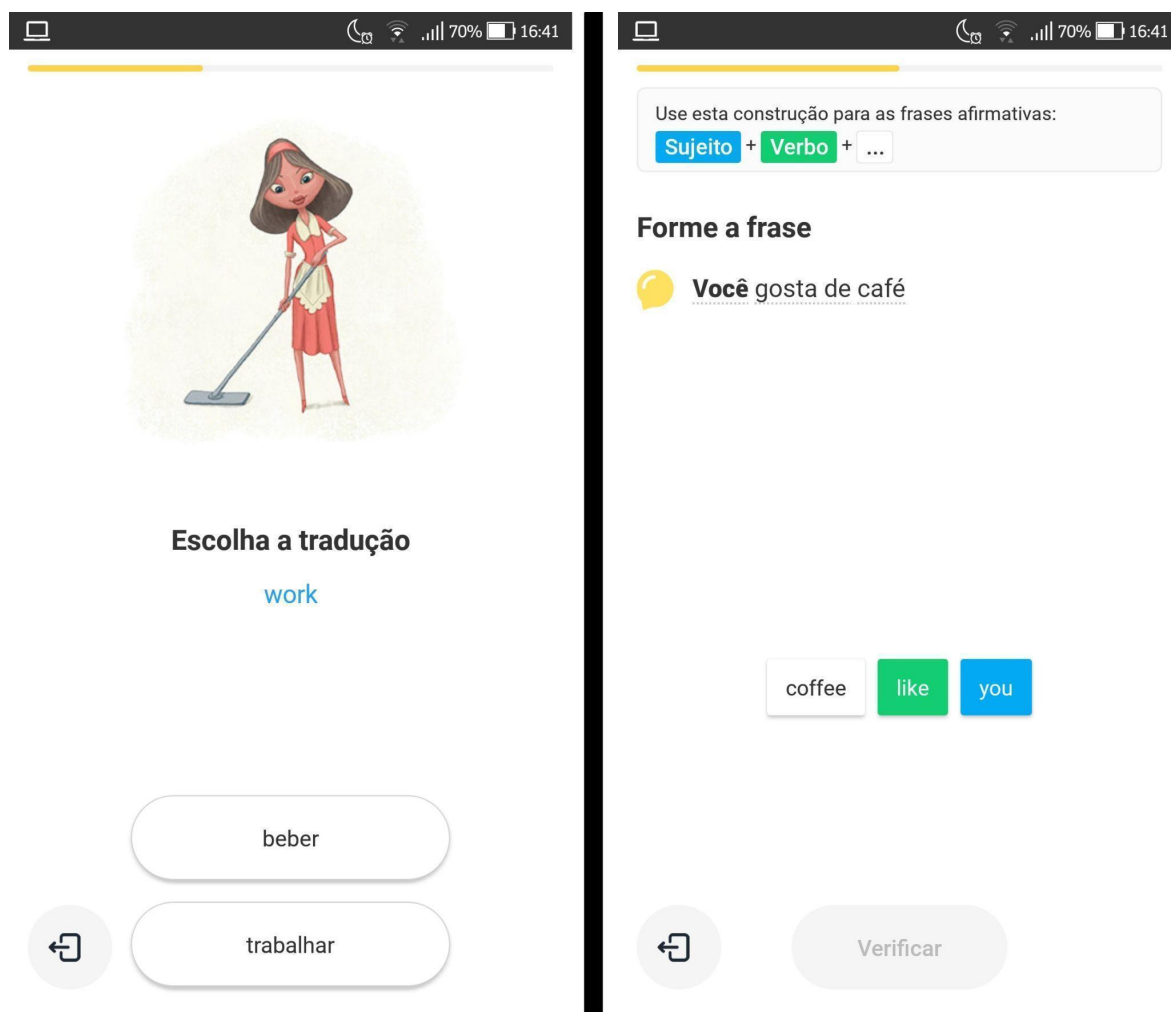 70% 16:41
Escolha a tradução
work
beber
trabalhar
70% 16:41
Use esta construção para as frases afirmativas:
Sujeito + Verbo + ...
Forme a frase
Você gosta de café
coffee like you
Verificar